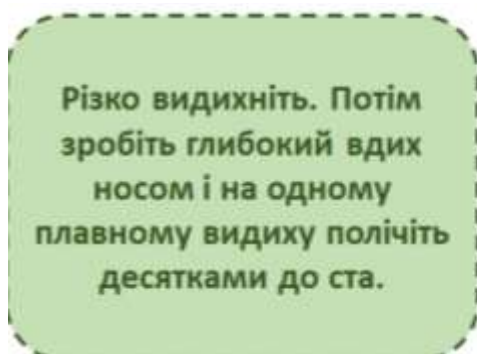 Різко видихніть. Потім
зробіть глибокий вдих
носом і на одному
плавному видиху полічіть
десятками до ста.